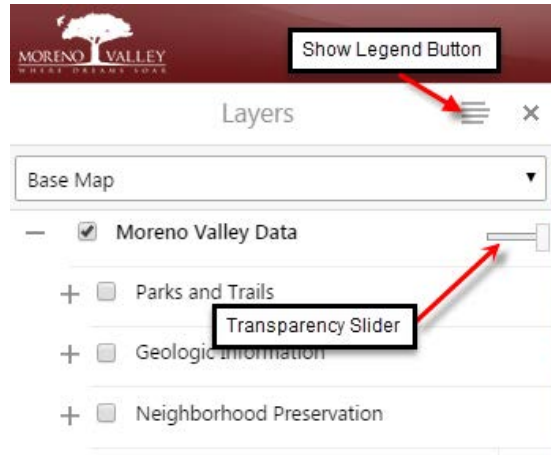 MORENO VALLEY
WHERE DREAMS SOAR
Show Legend Button
Layers
Base Map
Moreno Valley Data
Parks and Trails
Transparency Slider
Geologic Information
Neighborhood Preservation